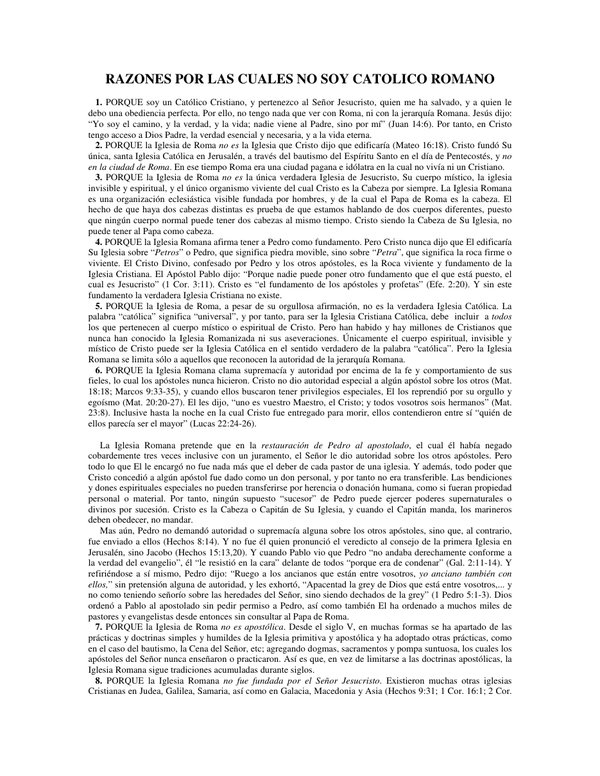 RAZONES POR LAS CUALES NO SOY CATOLICO ROMANO
1. PORQUE soy un Católico Cristiano, y pertenezco al Señor Jesucristo, quien me ha salvado, y a quien le
debo una obediencia perfecta. Por ello, no tengo nada que ver con Roma, ni con la jerarquía Romana. Jesús dijo:
“Yo soy el camino, y la verdad, y la vida; nadie viene al Padre, sino por mí” (Juan 14:6). Por tanto, en Cristo
tengo acceso a Dios Padre, la verdad esencial y necesaria, y a la vida eterna.
2. PORQUE la Iglesia de Roma no es la Iglesia que Cristo dijo que edificaría (Mateo 16:18). Cristo fundó Su
única, santa Iglesia Católica en Jerusalén, a través del bautismo del Espíritu Santo en el día de Pentecostés, y no
en la ciudad de Roma. En ese tiempo Roma era una ciudad pagana e idólatra en la cual no vivía ni un Cristiano.
3. PORQUE la Iglesia de Roma no es la única verdadera Iglesia de Jesucristo, Su cuerpo místico, la iglesia
invisible y espiritual, y el único organismo viviente del cual Cristo es la Cabeza por siempre. La Iglesia Romana
es una organización eclesiástica visible fundada por hombres, y de la cual el Papa de Roma es la cabeza. El
hecho de que haya dos cabezas distintas es prueba de que estamos hablando de dos cuerpos diferentes, puesto
que ningún cuerpo normal puede tener dos cabezas al mismo tiempo. Cristo siendo la Cabeza de Su Iglesia, no
puede tener al Papa como cabeza.
4. PORQUE la Iglesia Romana afirma tener a Pedro como fundamento. Pero Cristo nunca dijo que El edificaría
Su Iglesia sobre “Petros” o Pedro, que significa piedra movible, sino sobre “Petra”, que significa la roca firme o
viviente. El Cristo Divino, confesado por Pedro y los otros apóstoles, es la Roca viviente y fundamento de la
Iglesia Cristiana. El Apóstol Pablo dijo: “Porque nadie puede poner otro fundamento que el que está puesto, el
cual es Jesucristo” (1 Cor. 3:11). Cristo es “el fundamento de los apóstoles y profetas” (Efe. 2:20). Y sin este
fundamento la verdadera Iglesia Cristiana no existe.
5. PORQUE la Iglesia de Roma, a pesar de su orgullosa afirmación, no es la verdadera Iglesia Católica. La
palabra “católica” significa “universal”, y por tanto, para ser la Iglesia Cristiana Católica, debe incluir a todos
los que pertenecen al cuerpo místico o espiritual de Cristo. Pero han habido y hay millones de Cristianos que
nunca han conocido la Iglesia Romanizada ni sus aseveraciones. Únicamente el cuerpo espiritual, invisible y
místico de Cristo puede ser la Iglesia Católica en el sentido verdadero de la palabra “católica”. Pero la Iglesia
Romana se limita sólo a aquellos que reconocen la autoridad de la jerarquía Romana.
6. PORQUE la Iglesia Romana clama supremacía y autoridad por encima de la fe y comportamiento de sus
fieles, lo cual los apóstoles nunca hicieron. Cristo no dio autoridad especial a algún apóstol sobre los otros (Mat.
18:18; Marcos 9:33-35), y cuando ellos buscaron tener privilegios especiales, El los reprendió por su orgullo y
egoísmo (Mat. 20:20-27). El les dijo, “uno es vuestro Maestro, el Cristo; y todos vosotros sois hermanos” (Mat.
23:8). Inclusive hasta la noche en la cual Cristo fue entregado para morir, ellos contendieron entre sí “quién de
ellos parecía ser el mayor” (Lucas 22:24-26).
La Iglesia Romana pretende que en la restauración de Pedro al apostolado, el cual él había negado
cobardemente tres veces inclusive con un juramento, el Señor le dio autoridad sobre los otros apóstoles. Pero
todo lo que El le encargó no fue nada más que el deber de cada pastor de una iglesia. Y además, todo poder que
Cristo concedió a algún apóstol fue dado como un don personal, y por tanto no era transferible. Las bendiciones
y dones espirituales especiales no pueden transferirse por herencia o donación humana, como si fueran propiedad
personal o material. Por tanto, ningún supuesto “sucesor” de Pedro puede ejercer poderes supernaturales o
divinos por sucesión. Cristo es la Cabeza o Capitán de Su Iglesia, y cuando el Capitán manda, los marineros
deben obedecer, no mandar.
Mas aún, Pedro no demandó autoridad o supremacía alguna sobre los otros apóstoles, sino que, al contrario,
fue enviado a ellos (Hechos 8:14). Y no fue él quien pronunció el veredicto al consejo de la primera Iglesia en
Jerusalén, sino Jacobo (Hechos 15:13,20). Y cuando Pablo vio que Pedro “no andaba derechamente conforme a
la verdad del evangelio”, él “le resistió en la cara” delante de todos “porque era de condenar” (Gal. 2:11-14). Y
refiriéndose a sí mismo, Pedro dijo: “Ruego a los ancianos que están entre vosotros, yo anciano también con
ellos,” sin pretensión alguna de autoridad, y les exhortó, “Apacentad la grey de Dios que está entre vosotros,... y
no como teniendo señorío sobre las heredades del Señor, sino siendo dechados de la grey” (1 Pedro 5:1-3). Dios
ordenó a Pablo al apostolado sin pedir permiso a Pedro, así como también El ha ordenado a muchos miles de
pastores y evangelistas desde entonces sin consultar al Papa de Roma.
7. PORQUE la Iglesia de Roma no es apostólica. Desde el siglo V, en muchas formas se ha apartado de las
prácticas y doctrinas simples y humildes de la Iglesia primitiva y apostólica y ha adoptado otras prácticas, como
en el caso del bautismo, la Cena del Señor, etc; agregando dogmas, sacramentos y pompa suntuosa, los cuales los
apóstoles del Señor nunca enseñaron o practicaron. Así es que, en vez de limitarse a las doctrinas apostólicas, la
Iglesia Romana sigue tradiciones acumuladas durante siglos.
8. PORQUE la Iglesia Romana no fue fundada por el Señor Jesucristo. Existieron muchas otras iglesias
Cristianas en Judea, Galilea, Samaria, así como en Galacia, Macedonia y Asia (Hechos 9:31; 1 Cor. 16:1; 2 Cor.